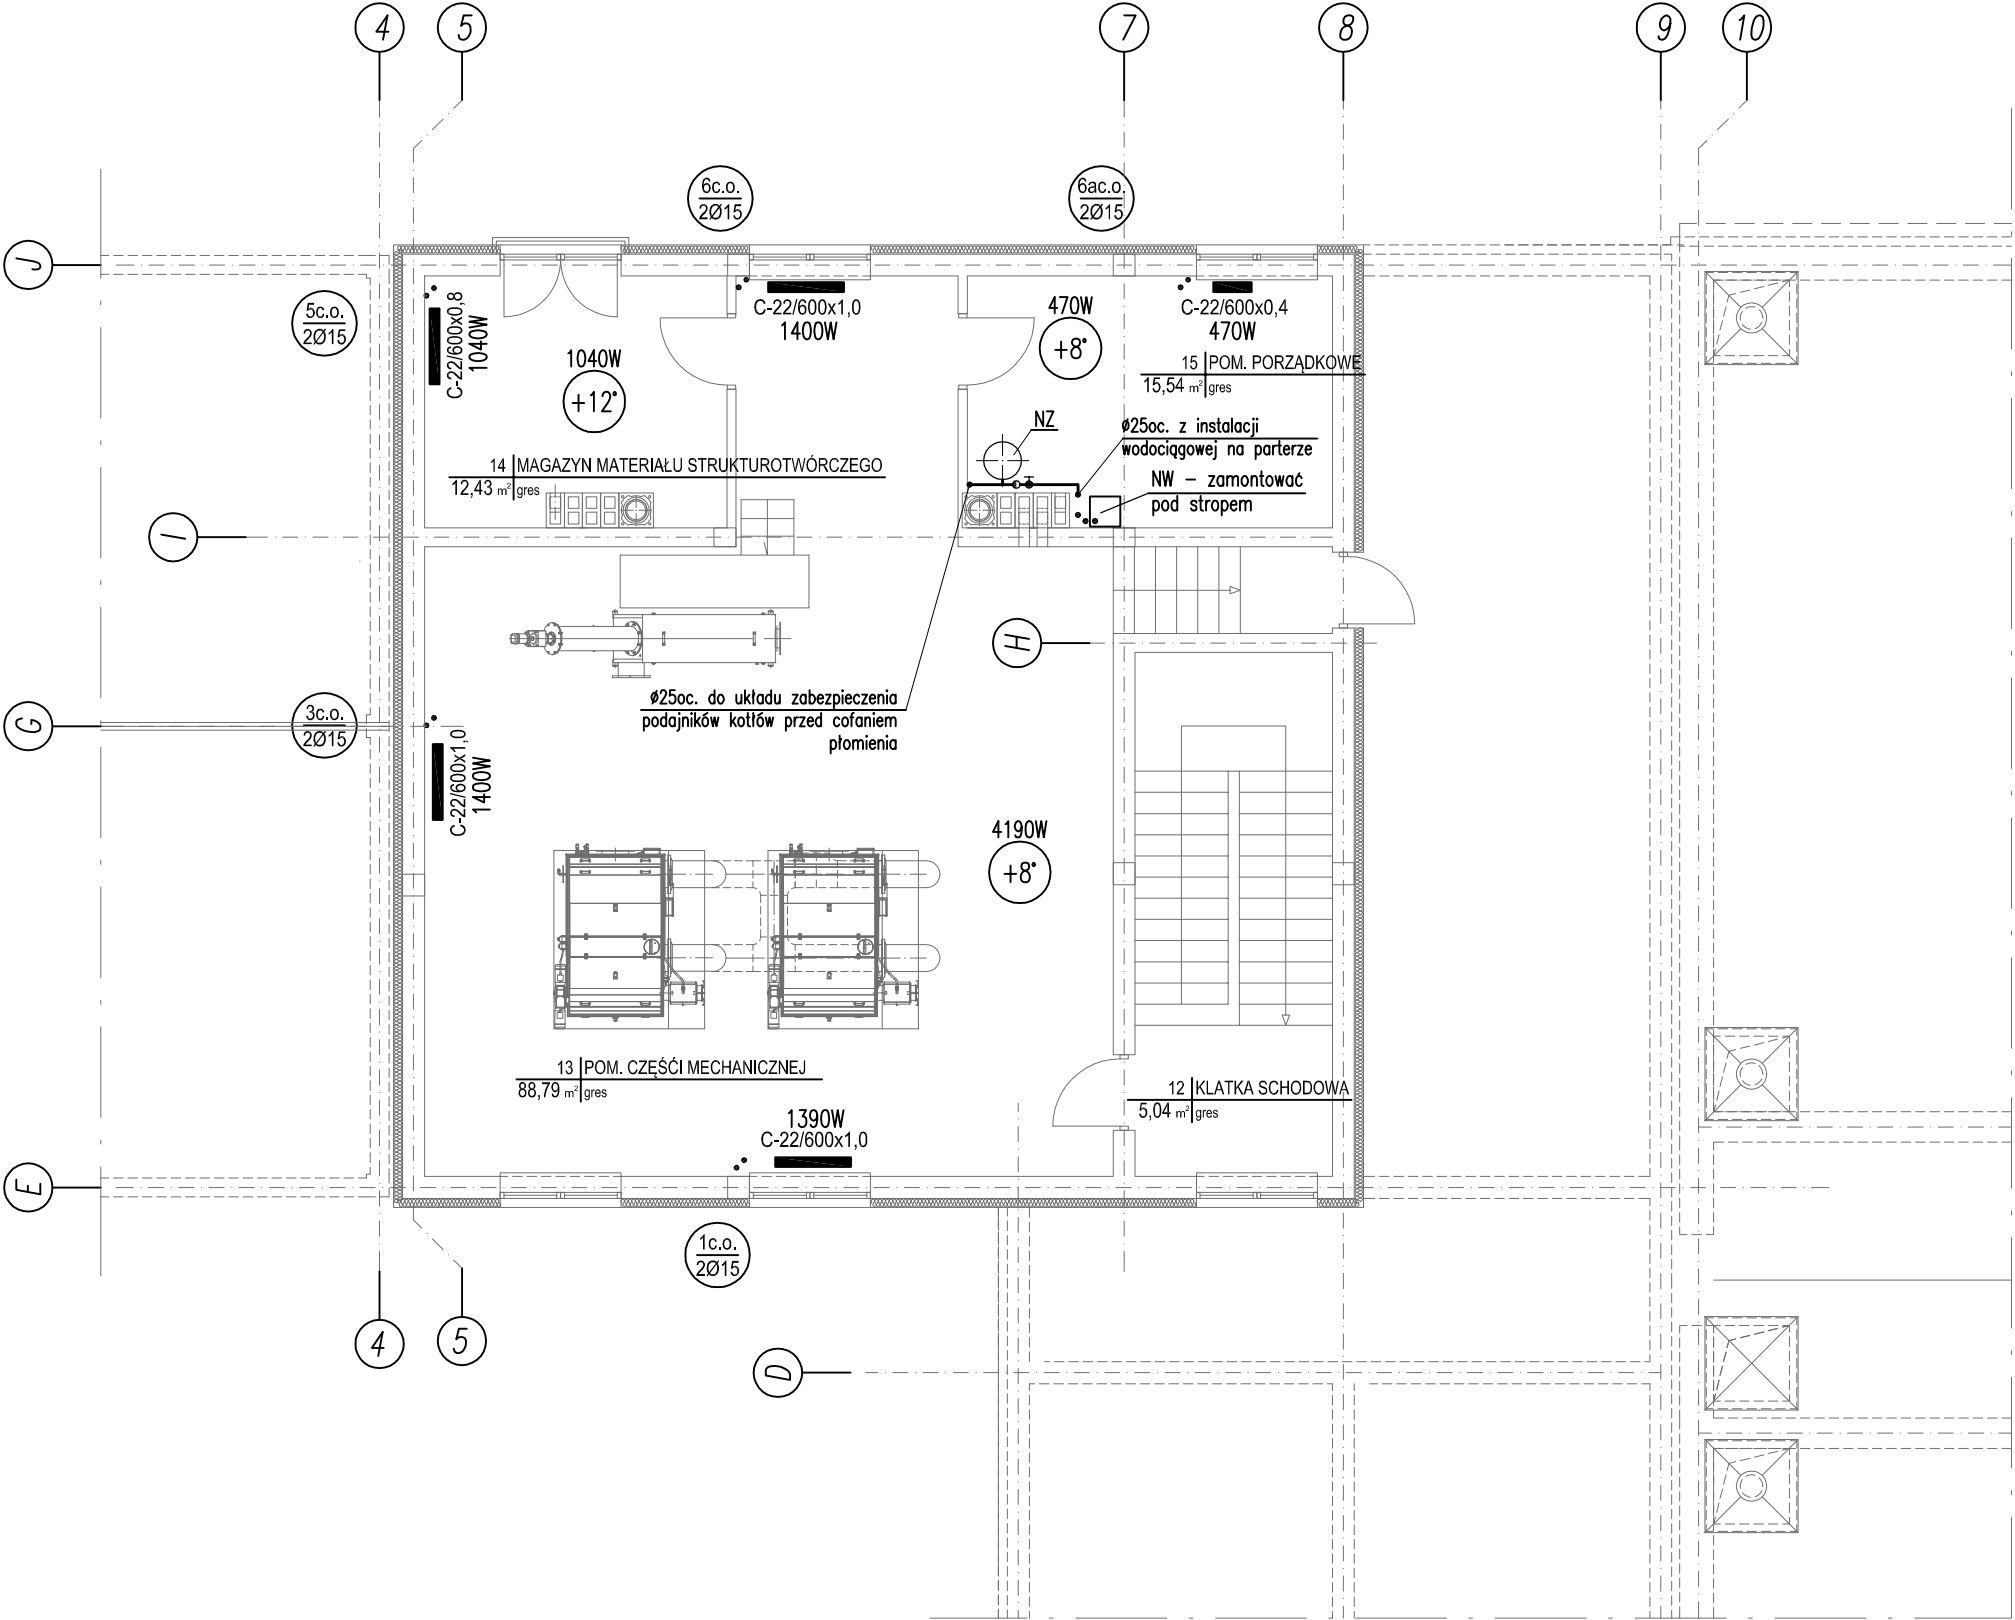 4
5
7
8
9
10
6c.o.
2Ø15
6ac.o.
2Ø15
J
5c.o.
2Ø15
C-22/600x0,8
1040W
C-22/600x1,0
1400W
470W
+8°
C-22/600x0,4
470W
1040W
+12°
15 POM. PORZĄDKOWE
15,54 m² gres
NZ
ø25oc. z instalacji
wodociągowej na parterze
14 MAGAZYN MATERIAŁU STRUKTUROTWÓRCZEGO
12,43 m² gres
NW – zamontować
pod stropem
I
H
G
3c.o.
2Ø15
ø25oc. do układu zabezpieczenia
podajników kotłów przed cofaniem
płomienia
C-22/600x1,0
1400W
4190W
+8°
13 POM. CZĘŚĆI MECHANICZNEJ
88,79 m² gres
12 KLATKA SCHODOWA
5,04 m² gres
1390W
C-22/600x1,0
E
1c.o.
2Ø15
4
5
D